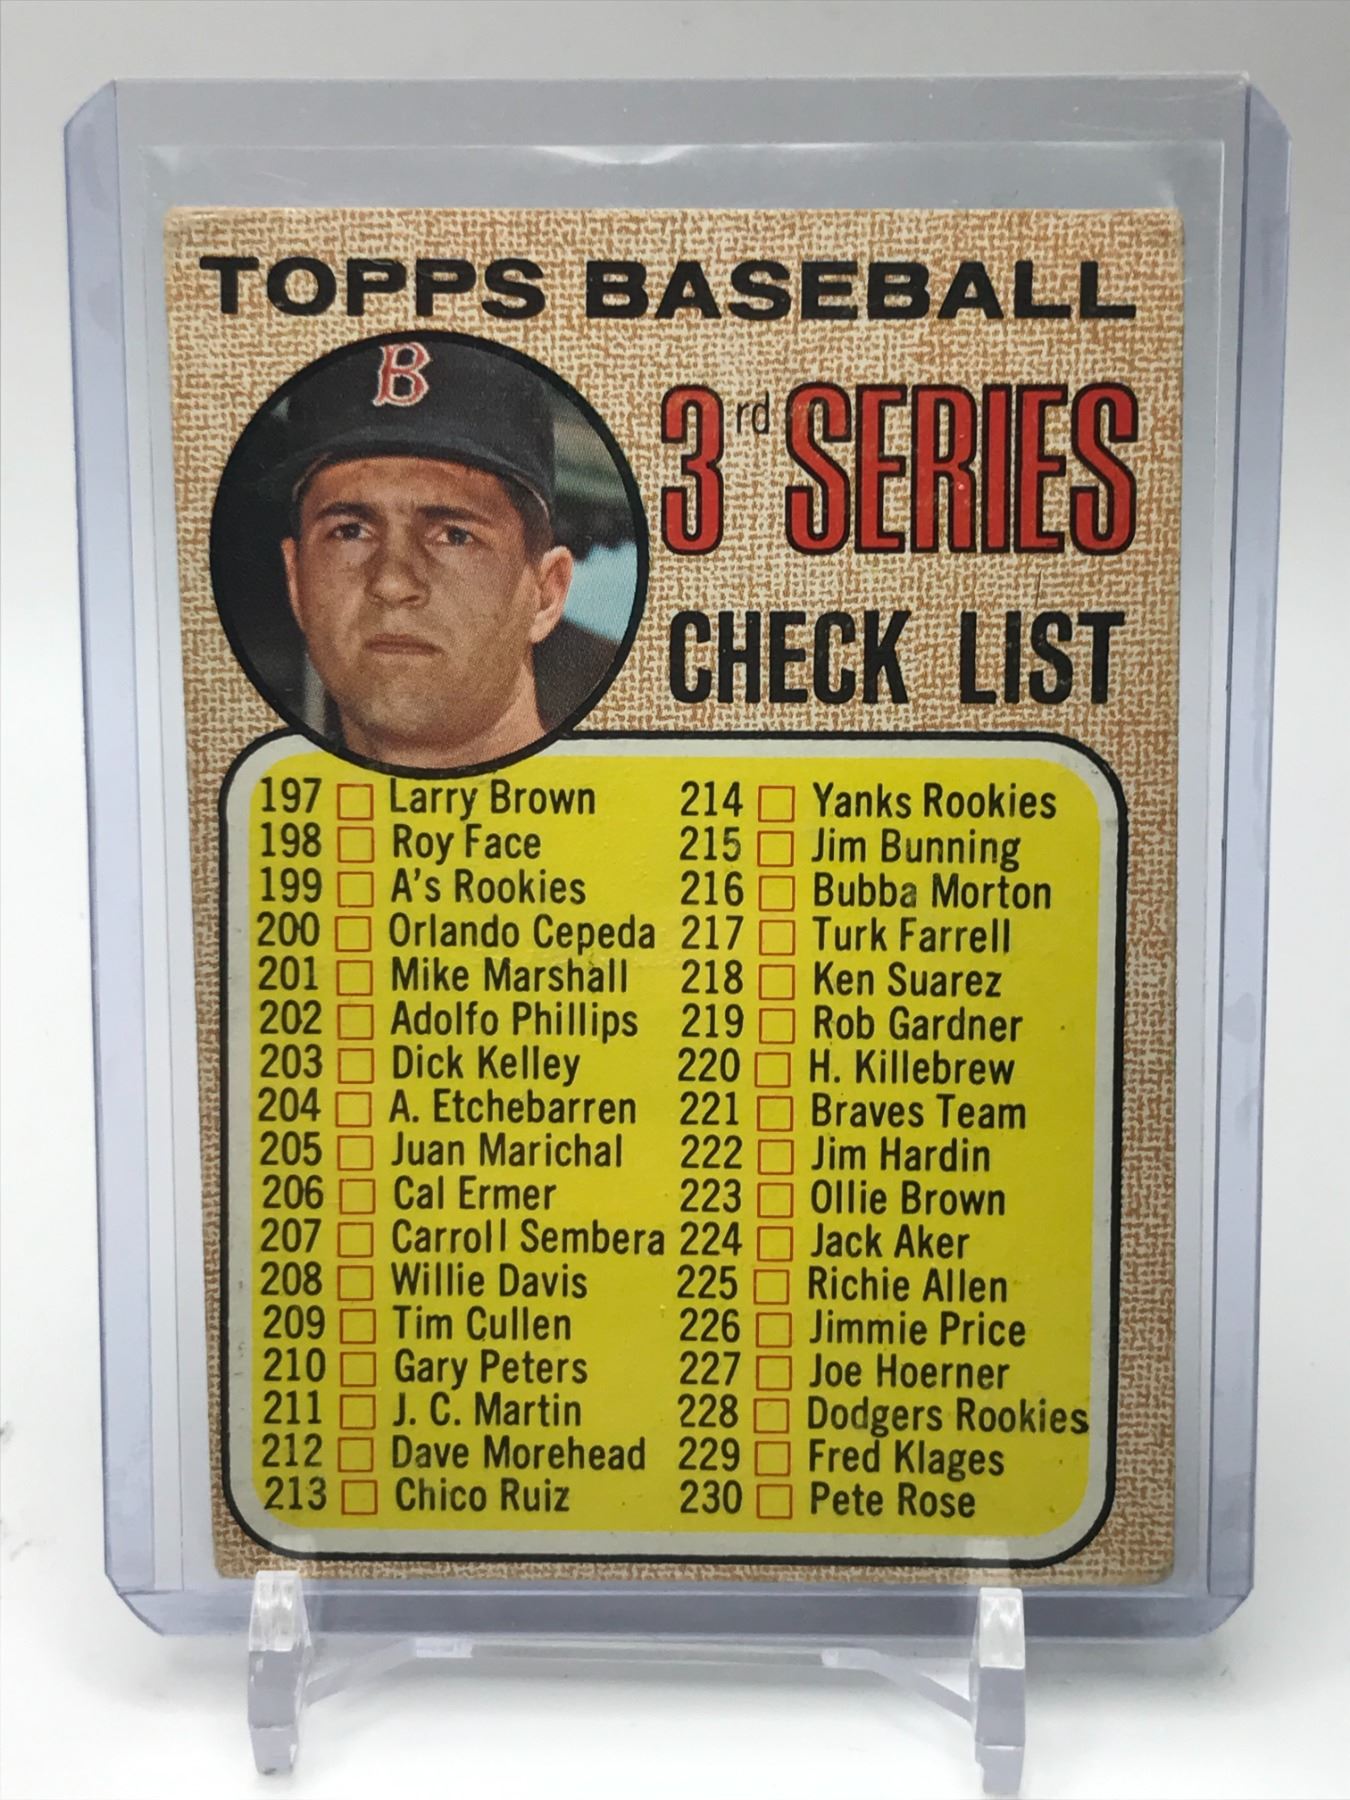 TOPPS BASEBALL
B
3rd SERIES
CHECK LIST
197 Larry Brown
198 Roy Face
199 A's Rookies
200 Orlando Cepeda
201 Mike Marshall
202 Adolfo Phillips
203 Dick Kelley
204 A. Etchebarren
205 Juan Marichal
206 Cal Ermer
207 Carroll Sembera
208 Willie Davis
209 Tim Cullen
210 Gary Peters
211 J. C. Martin
212 Dave Morehead
213 Chico Ruiz
214 Yanks Rookies
215 Jim Bunning
216 Bubba Morton
217 Turk Farrell
218 Ken Suarez
219 Rob Gardner
220 H. Killebrew
221 Braves Team
222 Jim Hardin
223 Ollie Brown
224 Jack Aker
225 Richie Allen
226 Jimmie Price
227 Joe Hoerner
228 Dodgers Rookies
229 Fred Klages
230 Pete Rose